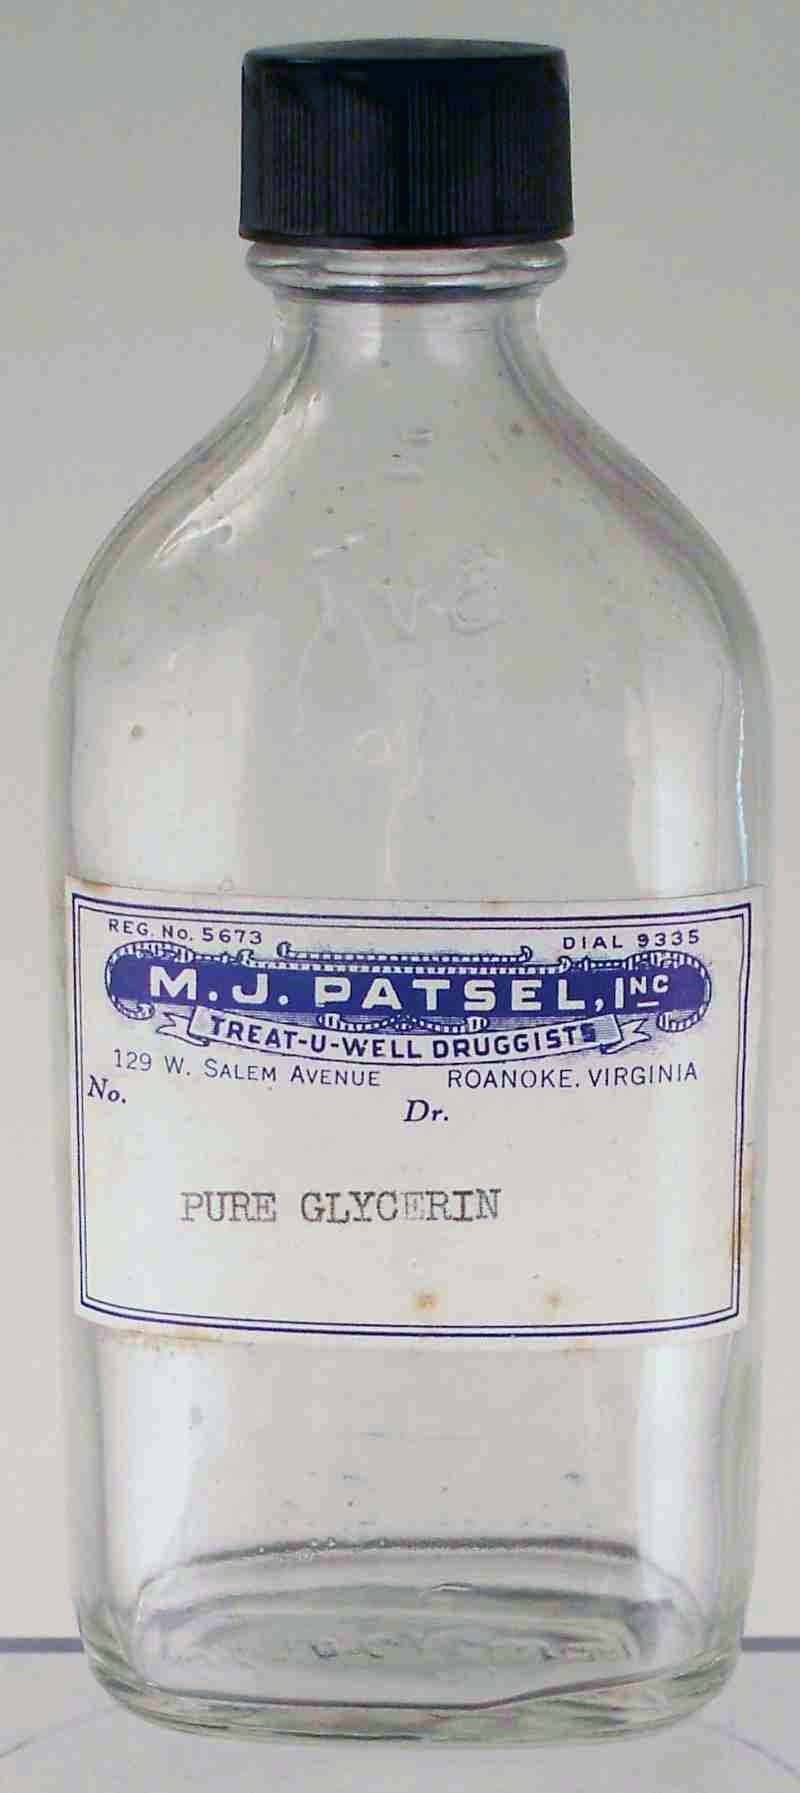 REG. No. 5673 DIAL 9335
M.J. PATSEL, INC
TREAT-U-WELL DRUGGISTS
129 W. SALEM AVENUE ROANOKE. VIRGINIA
No. Dr.
PURE GLYCERIN